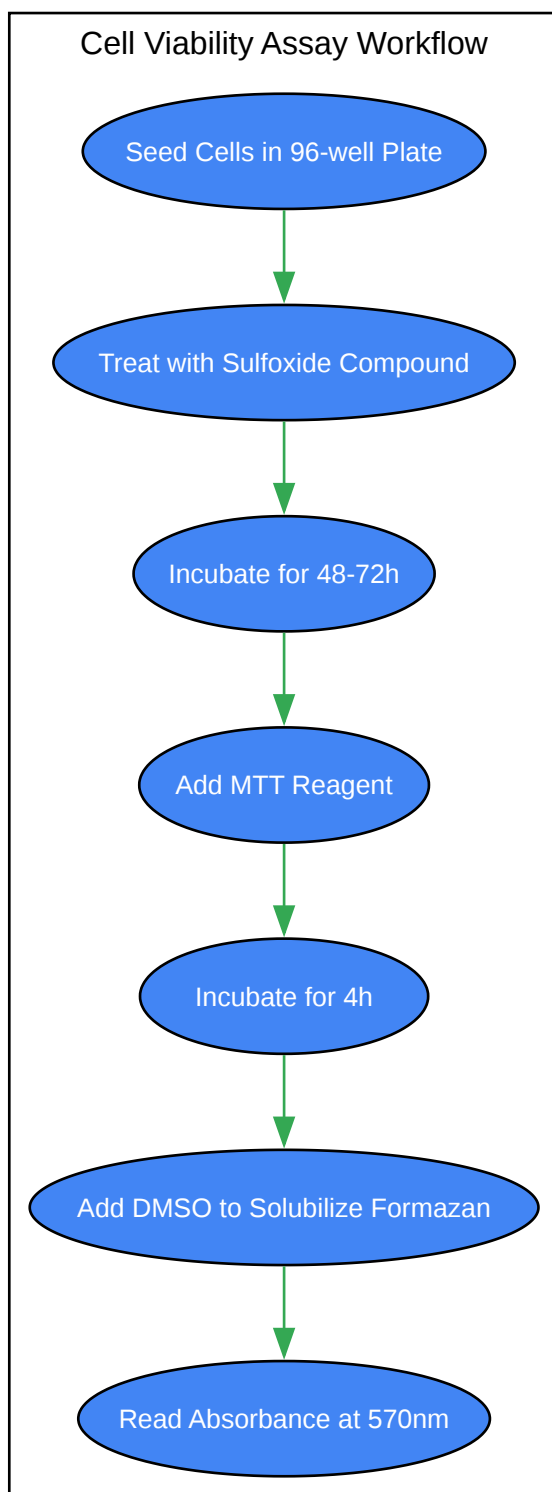 Cell Viability Assay Workflow
Seed Cells in 96-well Plate
Treat with Sulfoxide Compound
Incubate for 48-72h
Add MTT Reagent
Incubate for 4h
Add DMSO to Solubilize Formazan
Read Absorbance at 570nm